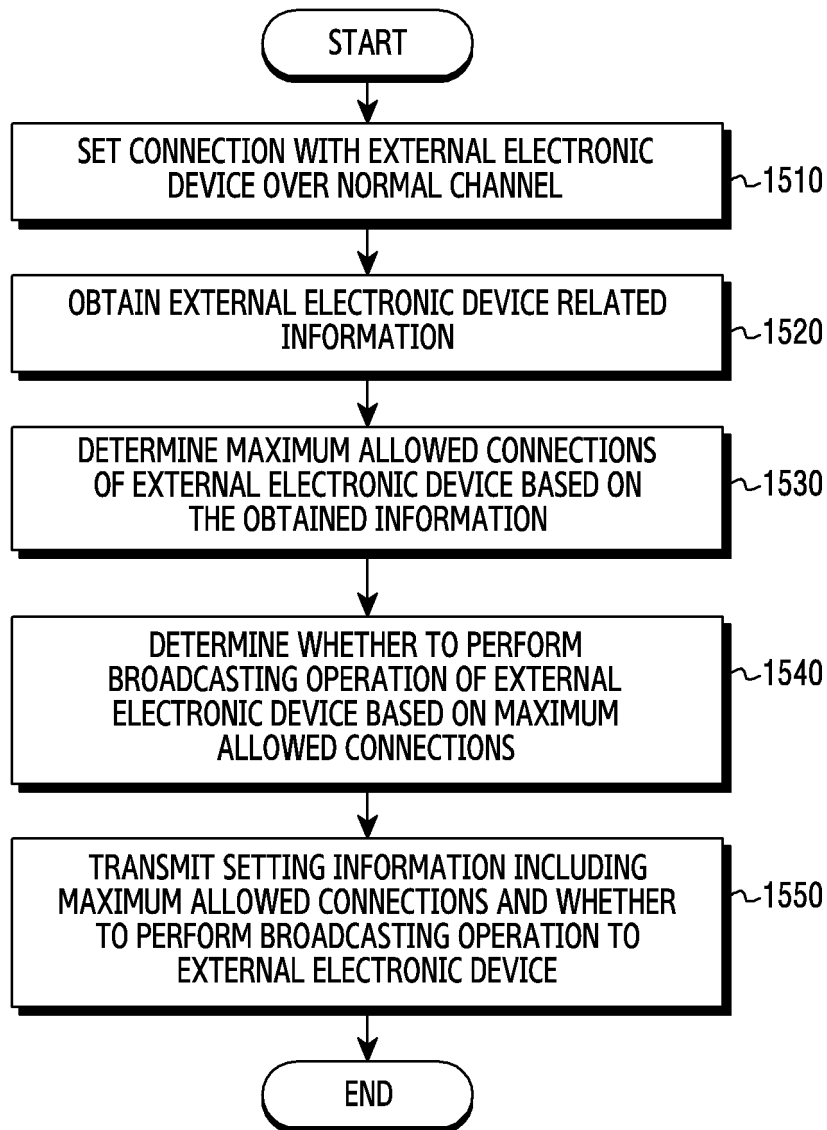 START
SET CONNECTION WITH EXTERNAL ELECTRONIC
DEVICE OVER NORMAL CHANNEL
1510
OBTAIN EXTERNAL ELECTRONIC DEVICE RELATED
INFORMATION
1520
DETERMINE MAXIMUM ALLOWED CONNECTIONS
OF EXTERNAL ELECTRONIC DEVICE BASED ON
THE OBTAINED INFORMATION
1530
DETERMINE WHETHER TO PERFORM
BROADCASTING OPERATION OF EXTERNAL
ELECTRONIC DEVICE BASED ON MAXIMUM
ALLOWED CONNECTIONS
1540
TRANSMIT SETTING INFORMATION INCLUDING
MAXIMUM ALLOWED CONNECTIONS AND WHETHER
TO PERFORM BROADCASTING OPERATION TO
EXTERNAL ELECTRONIC DEVICE
1550
END